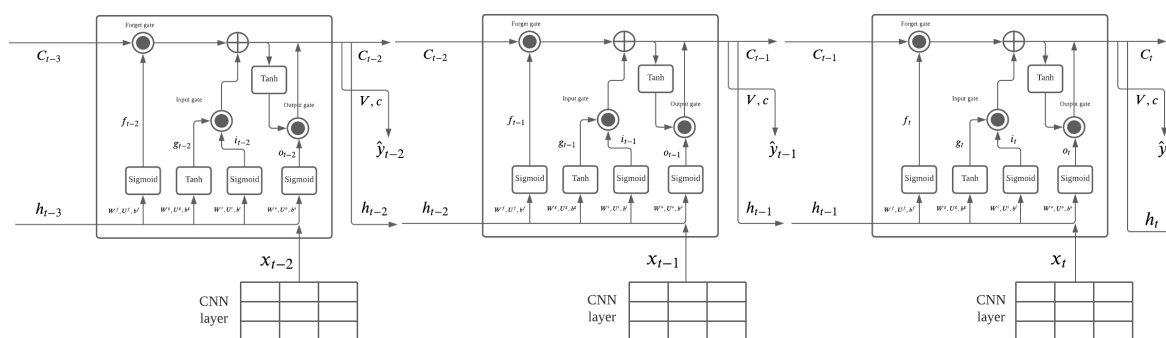 Forget gate
C_{t−3}
C_{t−2}
Tanh
Input gate
Output gate
V, c
f_{t−2}
g_{t−2}
i_{t−2}
o_{t−2}
ŷ_{t−2}
Sigmoid
Tanh
Sigmoid
Sigmoid
h_{t−3}
W^f, U^f, b^f
W^g, U^g, b^g
W^i, U^i, b^i
W^o, U^o, b^o
h_{t−2}
x_{t−2}
CNN
layer
Forget gate
C_{t−2}
C_{t−1}
Tanh
Input gate
Output gate
V, c
f_{t−1}
g_{t−1}
i_{t−1}
o_{t−1}
ŷ_{t−1}
Sigmoid
Tanh
Sigmoid
Sigmoid
h_{t−2}
W^f, U^f, b^f
W^g, U^g, b^g
W^i, U^i, b^i
W^o, U^o, b^o
h_{t−1}
x_{t−1}
CNN
layer
Forget gate
C_{t−1}
C_t
Tanh
Input gate
Output gate
V, c
f_t
g_t
i_t
o_t
ŷ
Sigmoid
Tanh
Sigmoid
Sigmoid
h_{t−1}
W^f, U^f, b^f
W^g, U^g, b^g
W^i, U^i, b^i
W^o, U^o, b^o
h_t
x_t
CNN
layer